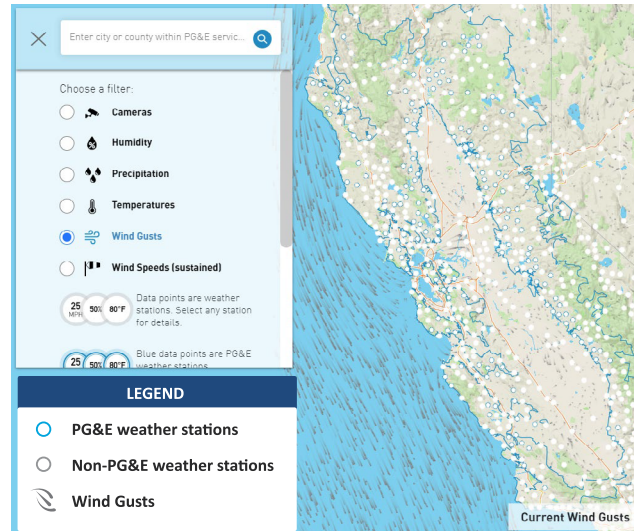 Enter city or county within PG&E servic...
Choose a filter:
Cameras
Humidity
Precipitation
Temperatures
Wind Gusts
Wind Speeds (sustained)
25 MPH 50% 80°F
Data points are weather
stations. Select any station
for details.
25 50% 80°F
Blue data points are PG&E
weather stations
LEGEND
PG&E weather stations
Non-PG&E weather stations
Wind Gusts
Current Wind Gusts